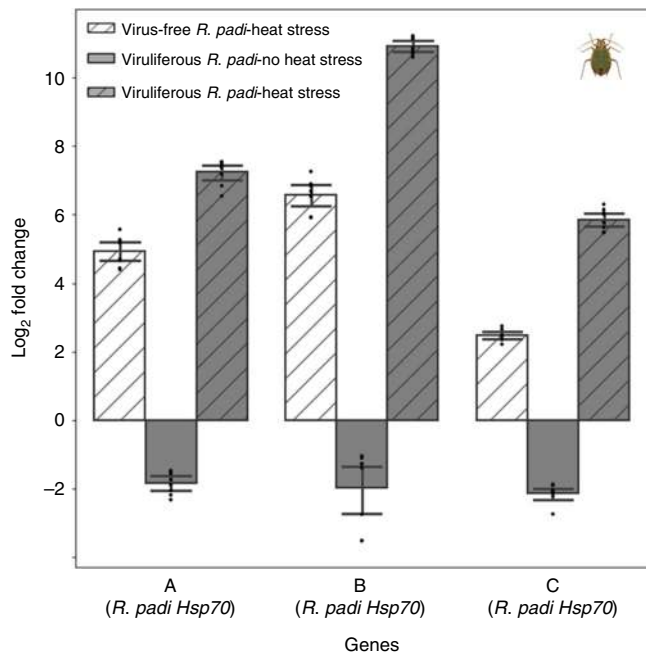 Virus-free R. padi-heat stress
Viruliferous R. padi-no heat stress
Viruliferous R. padi-heat stress
10
8
6
4
2
0
−2
Log₂ fold change
A
(R. padi Hsp70)
B
(R. padi Hsp70)
C
(R. padi Hsp70)
Genes